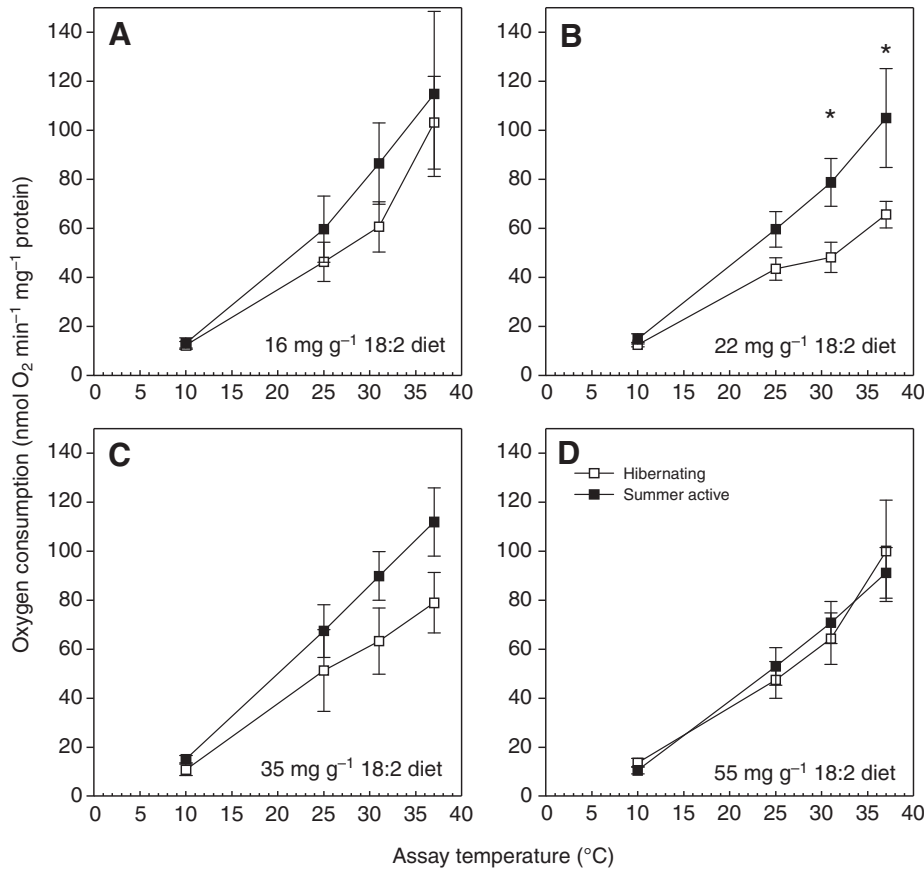 Oxygen consumption (nmol O₂ min⁻¹ mg⁻¹ protein)
A
140
120
100
80
60
40
20
0
0 5 10 15 20 25 30 35 40
16 mg g⁻¹ 18:2 diet
B
*
*
140
120
100
80
60
40
20
0
0 5 10 15 20 25 30 35 40
22 mg g⁻¹ 18:2 diet
C
140
120
100
80
60
40
20
0
0 5 10 15 20 25 30 35 40
35 mg g⁻¹ 18:2 diet
D
Hibernating
Summer active
140
120
100
80
60
40
20
0
0 5 10 15 20 25 30 35 40
55 mg g⁻¹ 18:2 diet
Assay temperature (°C)